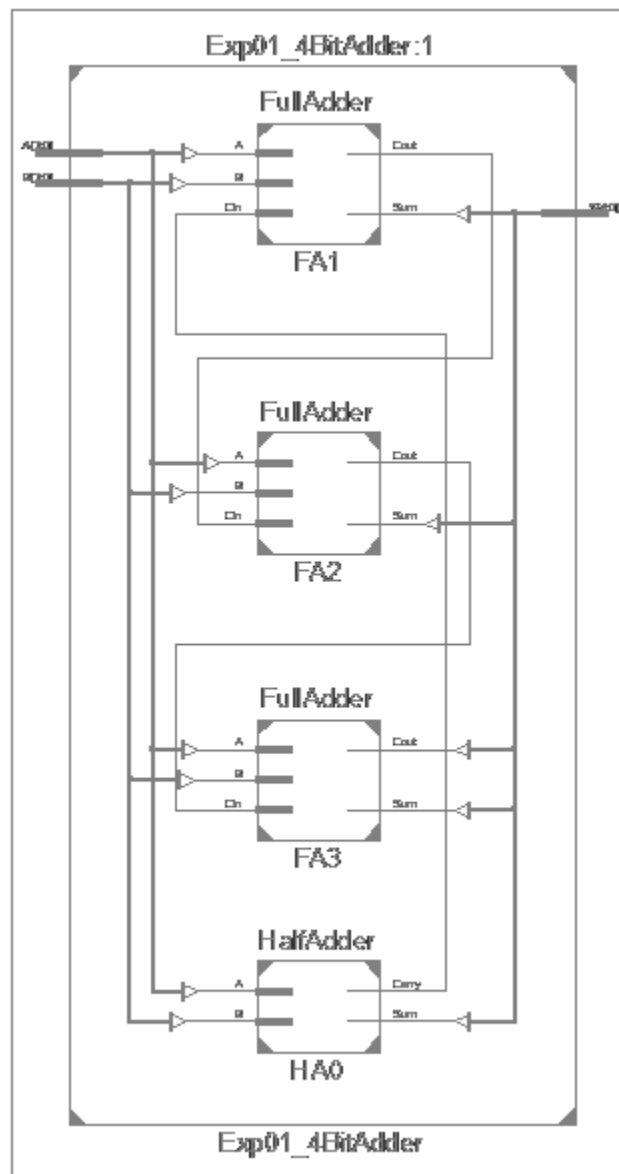 Exp01_4BitAdder:1
FullAdder
A Cout
B
Cin Sum
FA1
FullAdder
A Cout
B
Cin Sum
FA2
FullAdder
A Cout
B
Cin Sum
FA3
HalfAdder
A Carry
B Sum
HA0
Exp01_4BitAdder